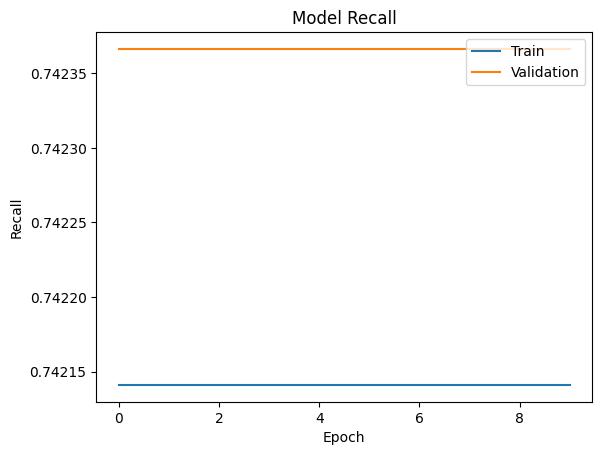 Model Recall
Train
Validation
0.74235
0.74230
0.74225
0.74220
0.74215
Recall
0 2 4 6 8
Epoch